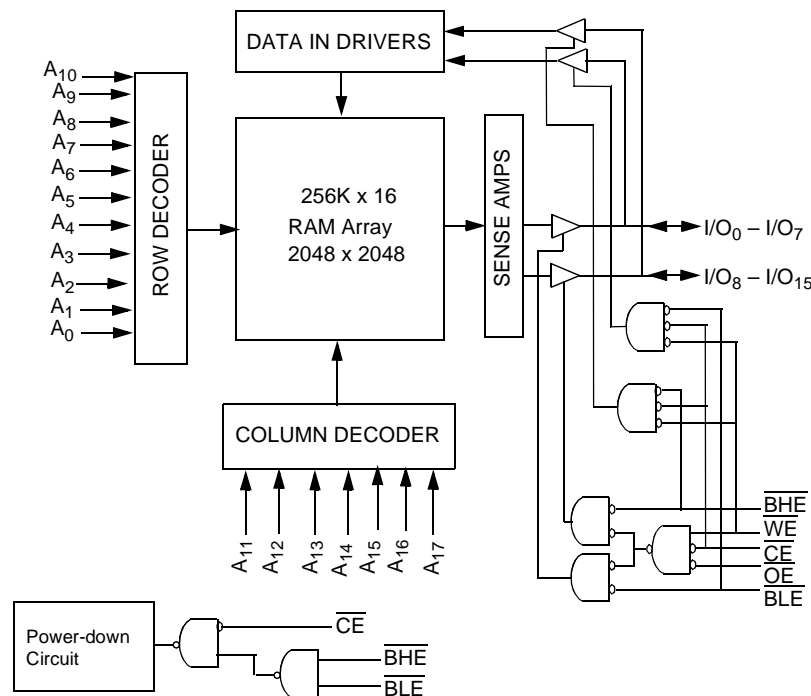 DATA IN DRIVERS
A10
A9
A8
A7
A6
A5
A4
A3
A2
A1
A0
ROW DECODER
256K x 16
RAM Array
2048 x 2048
SENSE AMPS
I/O0 – I/O7
I/O8 – I/O15
COLUMN DECODER
A11
A12
A13
A14
A15
A16
A17
BHE
WE
CE
OE
BLE
Power-down
Circuit
CE
BHE
BLE